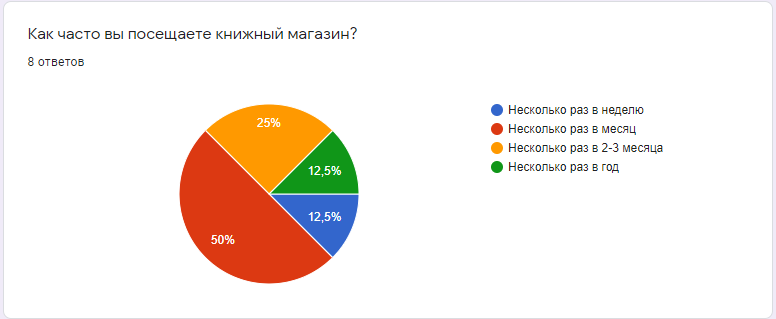 Как часто вы посещаете книжный магазин?
8 ответов
25%
12,5%
12,5%
50%
Несколько раз в неделю
Несколько раз в месяц
Несколько раз в 2-3 месяца
Несколько раз в год